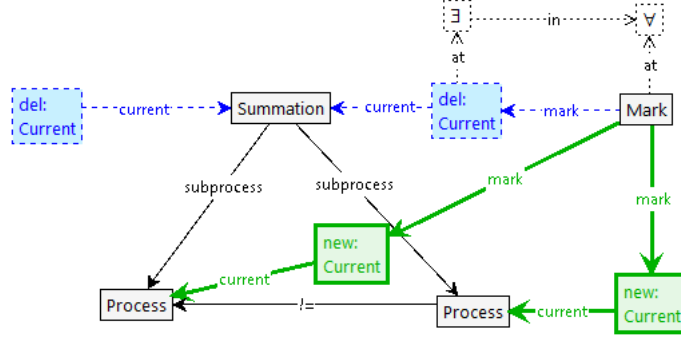 ∃
in
∀
at
at
del:
Current
current
Summation
current
del:
Current
mark
Mark
subprocess
subprocess
mark
mark
new:
Current
current
new:
Current
Process
!=
Process
current